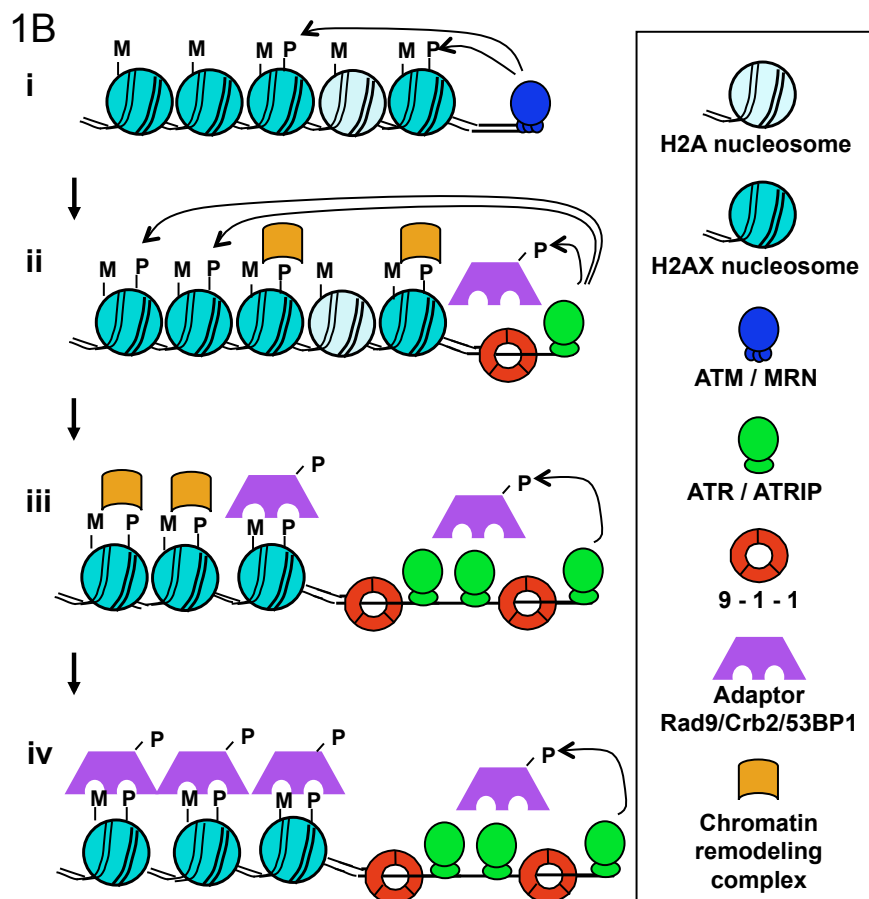 1B
M M M P M M P
i
P
ii
M P M P M P M M P
P P
iii
M P M P M P
P P P P
iv
M P M P M P
H2A nucleosome
H2AX nucleosome
ATM / MRN
ATR / ATRIP
9 - 1 - 1
Adaptor
Rad9/Crb2/53BP1
Chromatin
remodeling
complex